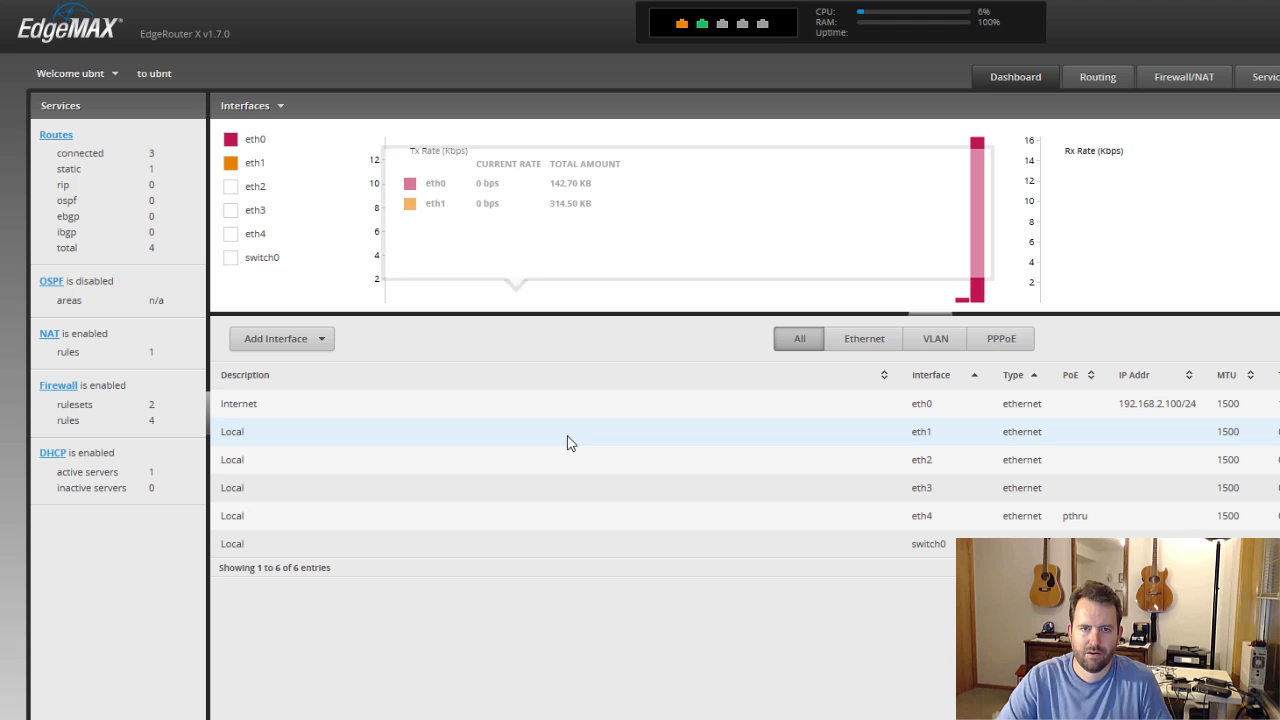 EdgeMAX®
EdgeRouter X v1.7.0
CPU: 6%
RAM: 100%
Uptime:
Welcome ubnt to ubnt
Dashboard Routing Firewall/NAT
Services
Routes
connected 3
static 1
rip 0
ospf 0
ebgp 0
ibgp 0
total 4
OSPF is disabled
areas n/a
NAT is enabled
rules 1
Firewall is enabled
rulesets 2
rules 4
DHCP is enabled
active servers 1
inactive servers 0
Interfaces
eth0
eth1
eth2
eth3
eth4
switch0
Tx Rate (Kbps)
CURRENT RATE TOTAL AMOUNT
eth0 0 bps 142.70 KB
eth1 0 bps 314.50 KB
12
10
8
6
4
2
16
14
12
10
8
6
4
2
Rx Rate (Kbps)
Add Interface
All Ethernet VLAN PPPoE
Description Interface Type PoE IP Addr MTU
Internet eth0 ethernet 192.168.2.100/24 1500
Local eth1 ethernet 1500
Local eth2 ethernet 1500
Local eth3 ethernet 1500
Local eth4 ethernet pthru 1500
Local switch0
Showing 1 to 6 of 6 entries